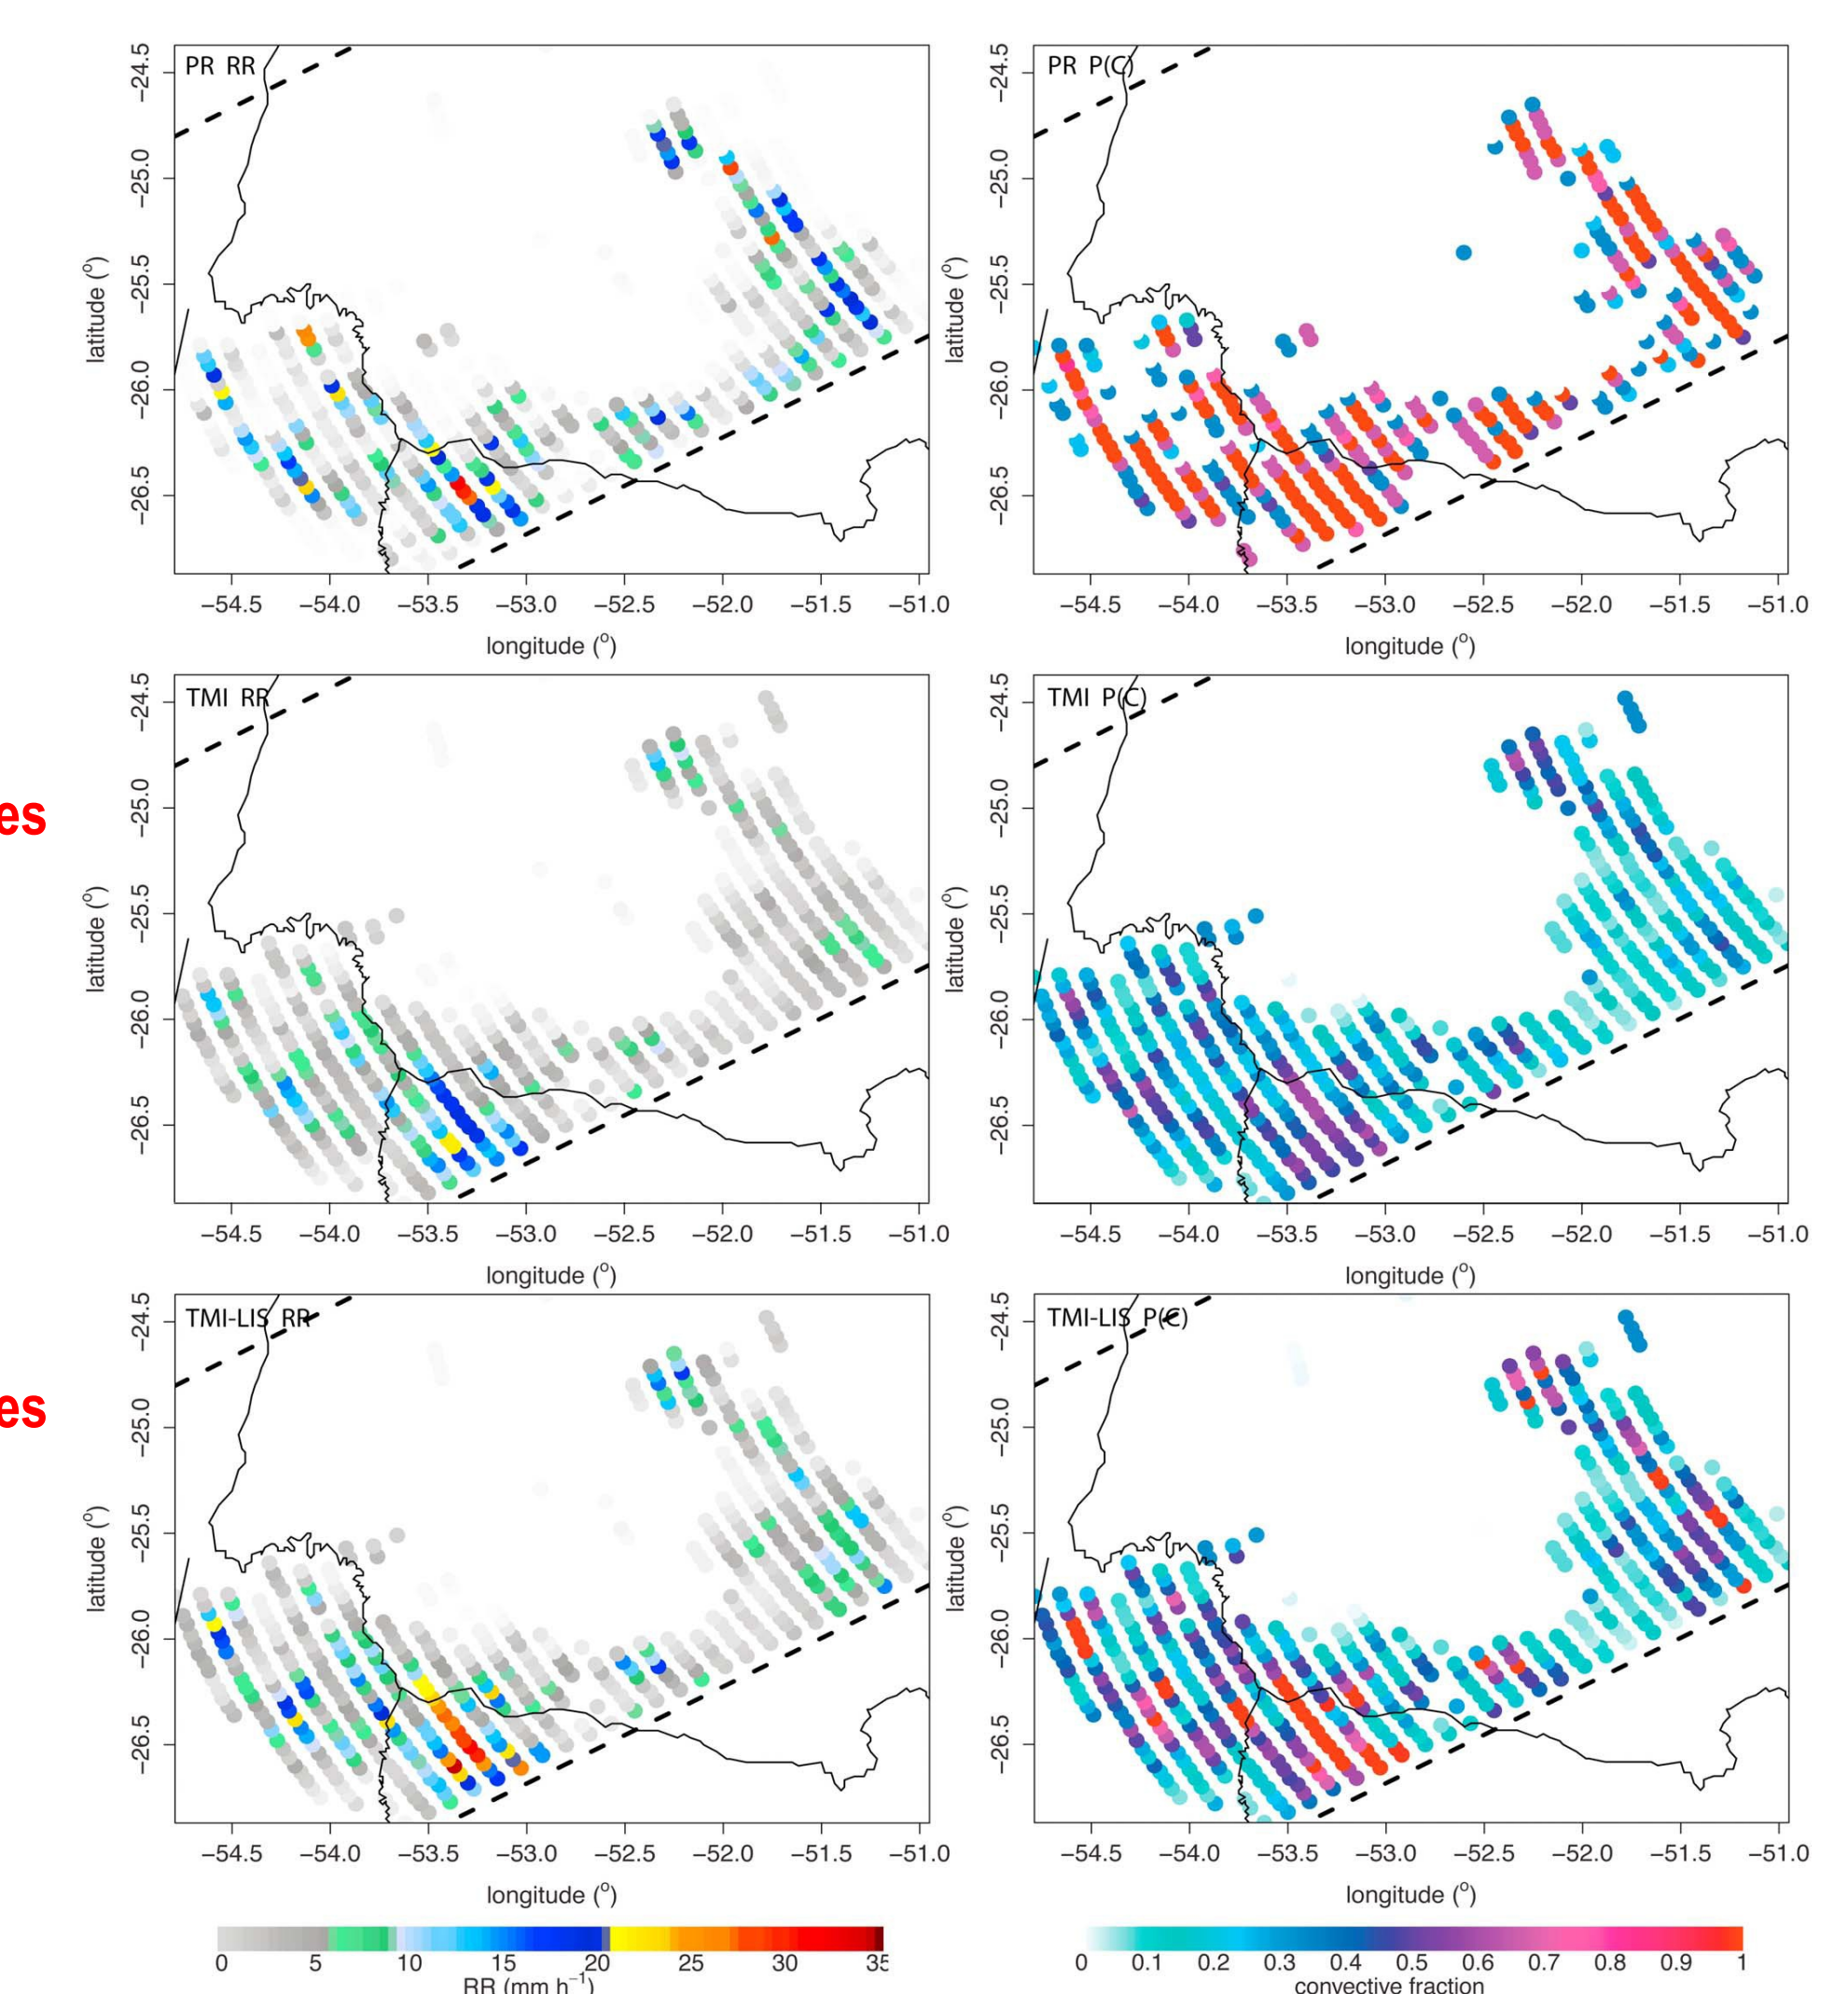 PR RR
−24.5
−25.0
−25.5
−26.0
−26.5
latitude (°)
−54.5 −54.0 −53.5 −53.0 −52.5 −52.0 −51.5 −51.0
longitude (°)
PR P(C)
−24.5
−25.0
−25.5
−26.0
−26.5
latitude (°)
−54.5 −54.0 −53.5 −53.0 −52.5 −52.0 −51.5 −51.0
longitude (°)
es
TMI RR
−24.5
−25.0
−25.5
−26.0
−26.5
latitude (°)
−54.5 −54.0 −53.5 −53.0 −52.5 −52.0 −51.5 −51.0
longitude (°)
TMI P(C)
−24.5
−25.0
−25.5
−26.0
−26.5
latitude (°)
−54.5 −54.0 −53.5 −53.0 −52.5 −52.0 −51.5 −51.0
longitude (°)
es
TMI-LIS RR
−24.5
−25.0
−25.5
−26.0
−26.5
latitude (°)
−54.5 −54.0 −53.5 −53.0 −52.5 −52.0 −51.5 −51.0
longitude (°)
TMI-LIS P(C)
−24.5
−25.0
−25.5
−26.0
−26.5
latitude (°)
−54.5 −54.0 −53.5 −53.0 −52.5 −52.0 −51.5 −51.0
longitude (°)
0 5 10 15 20 25 30 35
RR (mm h⁻¹)
0 0.1 0.2 0.3 0.4 0.5 0.6 0.7 0.8 0.9 1
convective fraction